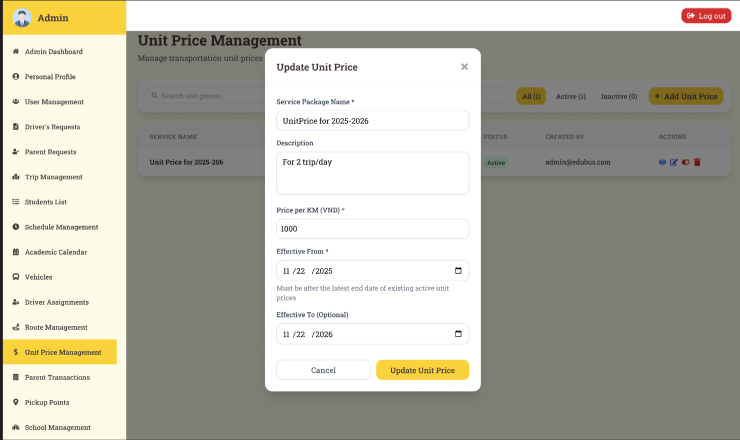 Admin
Log out
Admin Dashboard
Personal Profile
User Management
Driver's Requests
Parent Requests
Trip Management
Students List
Schedule Management
Academic Calendar
Vehicles
Driver Assignments
Route Management
$ Unit Price Management
Parent Transactions
Pickup Points
School Management
Unit Price Management
Manage transportation unit prices
Search unit prices...
All (1)
Active (1)
Inactive (0)
+ Add Unit Price
SERVICE NAME
STATUS
CREATED BY
ACTIONS
Unit Price for 2025-206
Active
admin@edubus.com
Update Unit Price
Service Package Name *
UnitPrice for 2025-2026
Description
For 2 trip/day
Price per KM (VND) *
1000
Effective From *
11 /22 /2025
Must be after the latest end date of existing active unit
prices
Effective To (Optional)
11 /22 /2026
Cancel
Update Unit Price